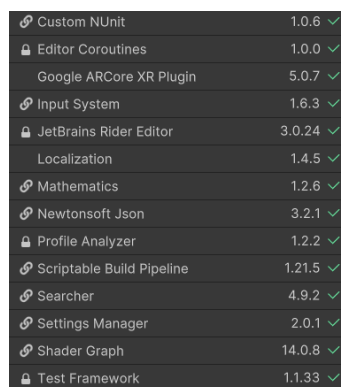 Custom NUnit 1.0.6
Editor Coroutines 1.0.0
Google ARCore XR Plugin 5.0.7
Input System 1.6.3
JetBrains Rider Editor 3.0.24
Localization 1.4.5
Mathematics 1.2.6
Newtonsoft Json 3.2.1
Profile Analyzer 1.2.2
Scriptable Build Pipeline 1.21.5
Searcher 4.9.2
Settings Manager 2.0.1
Shader Graph 14.0.8
Test Framework 1.1.33